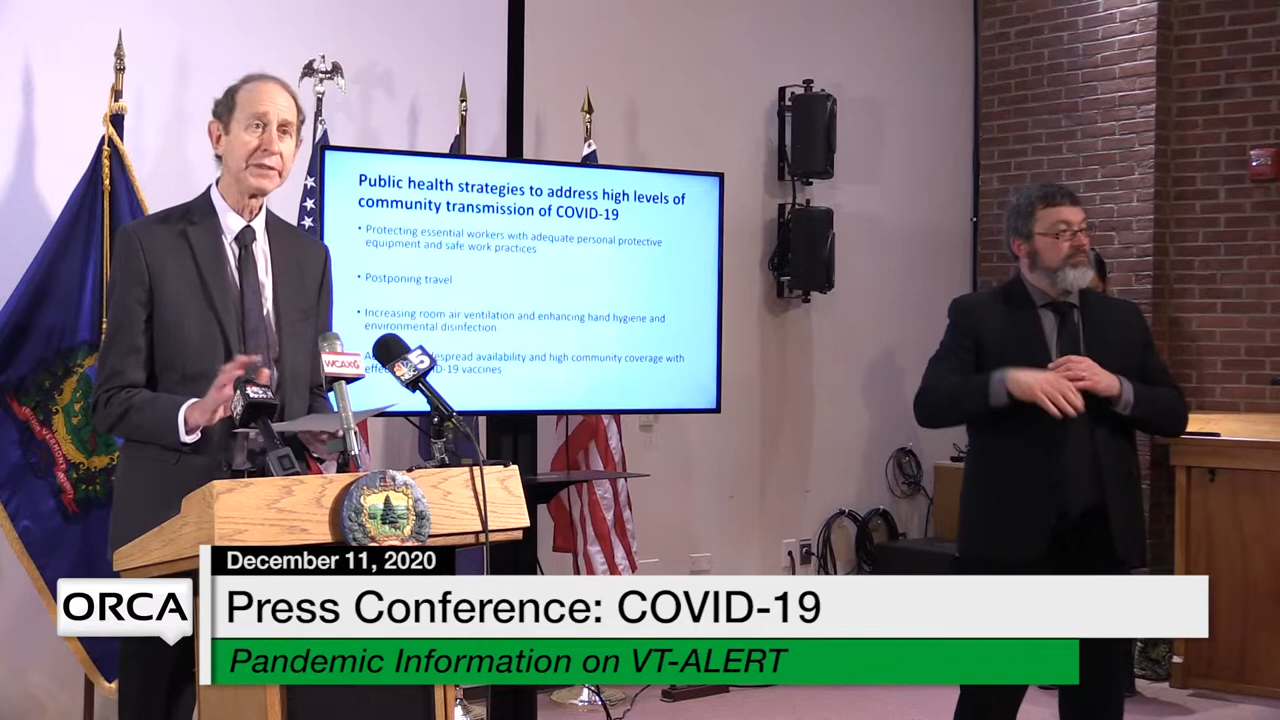 Public health strategies to address high levels of
community transmission of COVID-19
• Protecting essential workers with adequate personal protective
equipment and safe work practices
• Postponing travel
• Increasing room air ventilation and enhancing hand hygiene and
environmental disinfection
availability and high community coverage with
vaccines
WCAX
5
VERMONT
December 11, 2020
ORCA
Press Conference: COVID-19
Pandemic Information on VT-ALERT